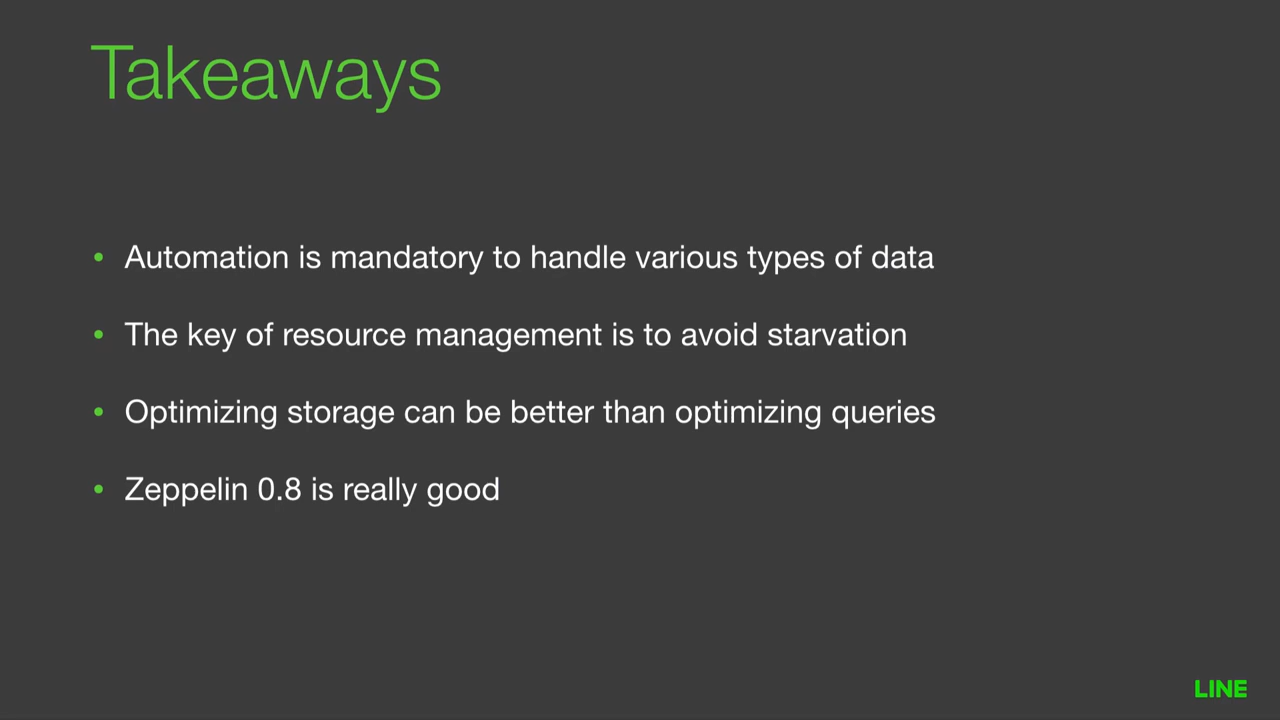 Takeaways
• Automation is mandatory to handle various types of data
• The key of resource management is to avoid starvation
• Optimizing storage can be better than optimizing queries
• Zeppelin 0.8 is really good
LINE